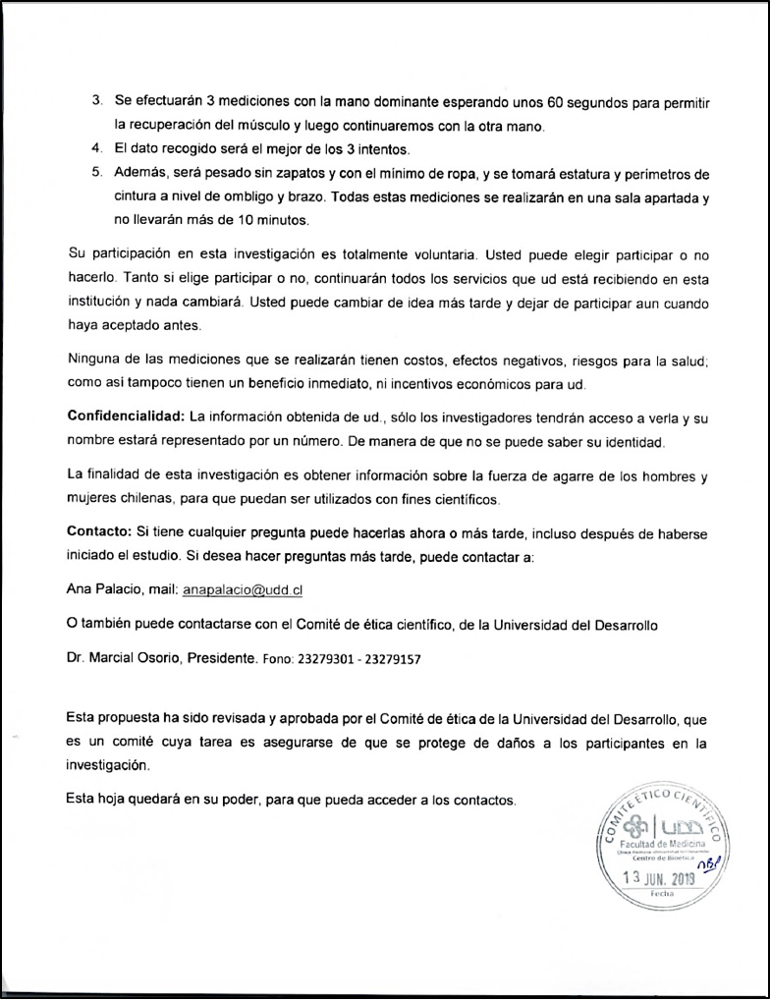 3. Se efectuarán 3 mediciones con la mano dominante esperando unos 60 segundos para permitir
la recuperación del músculo y luego continuaremos con la otra mano.
4. El dato recogido será el mejor de los 3 intentos.
5. Además, será pesado sin zapatos y con el mínimo de ropa, y se tomará estatura y perímetros de
cintura a nivel de ombligo y brazo. Todas estas mediciones se realizarán en una sala apartada y
no llevarán más de 10 minutos.
Su participación en esta investigación es totalmente voluntaria. Usted puede elegir participar o no
hacerlo. Tanto si elige participar o no, continuarán todos los servicios que ud está recibiendo en esta
institución y nada cambiará. Usted puede cambiar de idea más tarde y dejar de participar aun cuando
haya aceptado antes.
Ninguna de las mediciones que se realizarán tienen costos, efectos negativos, riesgos para la salud;
como así tampoco tienen un beneficio inmediato, ni incentivos económicos para ud.
Confidencialidad: La información obtenida de ud., sólo los investigadores tendrán acceso a verla y su
nombre estará representado por un número. De manera de que no se puede saber su identidad.
La finalidad de esta investigación es obtener información sobre la fuerza de agarre de los hombres y
mujeres chilenas, para que puedan ser utilizados con fines científicos.
Contacto: Si tiene cualquier pregunta puede hacerlas ahora o más tarde, incluso después de haberse
iniciado el estudio. Si desea hacer preguntas más tarde, puede contactar a:
Ana Palacio, mail: anapalacio@udd.cl
O también puede contactarse con el Comité de ética científico, de la Universidad del Desarrollo
Dr. Marcial Osorio, Presidente. Fono: 23279301 - 23279157
Esta propuesta ha sido revisada y aprobada por el Comité de ética de la Universidad del Desarrollo, que
es un comité cuya tarea es asegurarse de que se protege de daños a los participantes en la
investigación.
Esta hoja quedará en su poder, para que pueda acceder a los contactos.
COMITE ÉTICO CIENTÍFICO
UDD
Facultad de Medicina
Centro de Bioética
13 JUN. 2018
Fecha